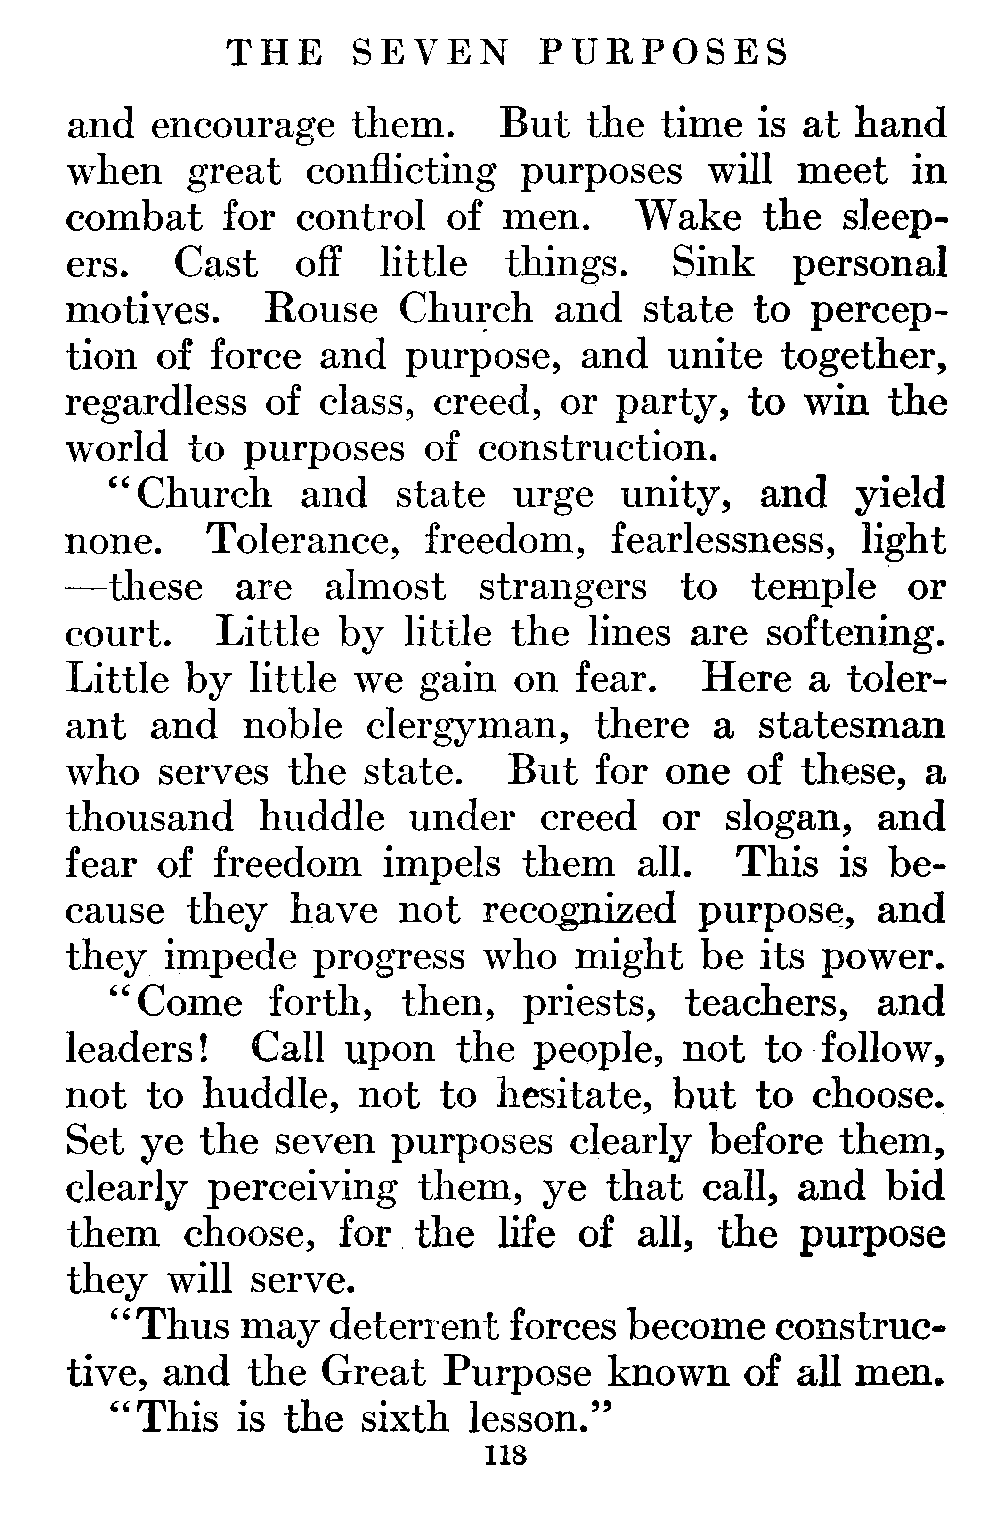 THE SEVEN PURPOSES
and encourage them. But the time is at hand
when great conflicting purposes will meet in
combat for control of men. Wake the sleep-
ers. Cast off little things. Sink personal
motives. Rouse Church and state to percep-
tion of force and purpose, and unite together,
regardless of class, creed, or party, to win the
world to purposes of construction.
“Church and state urge unity, and yield
none. Tolerance, freedom, fearlessness, light
—these are almost strangers to temple or
court. Little by little the lines are softening.
Little by little we gain on fear. Here a toler-
ant and noble clergyman, there a statesman
who serves the state. But for one of these, a
thousand huddle under creed or slogan, and
fear of freedom impels them all. This is be-
cause they have not recognized purpose, and
they impede progress who might be its power.
“Come forth, then, priests, teachers, and
leaders! Call upon the people, not to follow,
not to huddle, not to hesitate, but to choose.
Set ye the seven purposes clearly before them,
clearly perceiving them, ye that call, and bid
them choose, for the life of all, the purpose
they will serve.
“Thus may deterrent forces become construc-
tive, and the Great Purpose known of all men.
“This is the sixth lesson.”
118